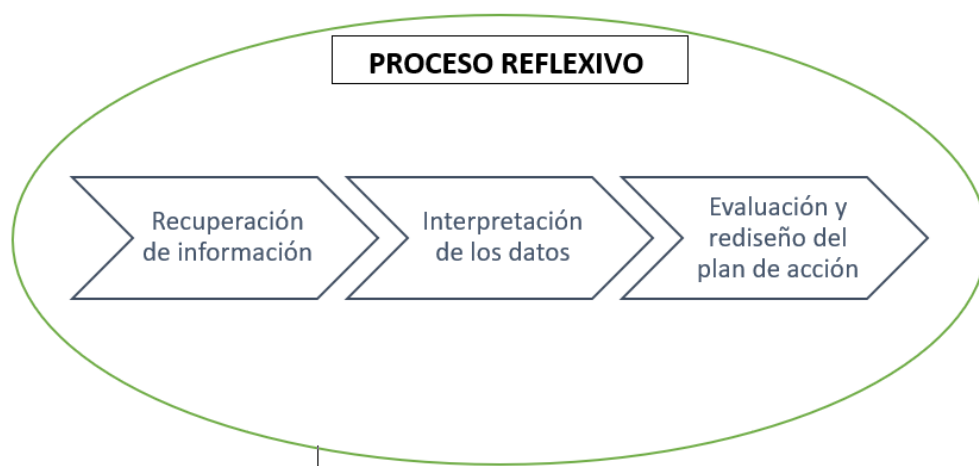 PROCESO REFLEXIVO
Recuperación
de información
Interpretación
de los datos
Evaluación y
rediseño del
plan de acción